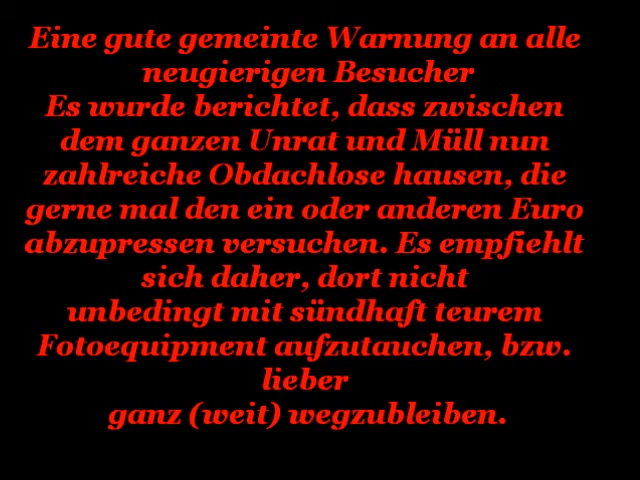 Eine gute gemeinte Warnung an alle
neugierigen Besucher
Es wurde berichtet, dass zwischen
dem ganzen Unrat und Müll nun
zahlreiche Obdachlose hausen, die
gerne mal den ein oder anderen Euro
abzupressen versuchen. Es empfiehlt
sich daher, dort nicht
unbedingt mit sündhaft teurem
Fotoequipment aufzutauchen, bzw.
lieber
ganz (weit) wegzubleiben.